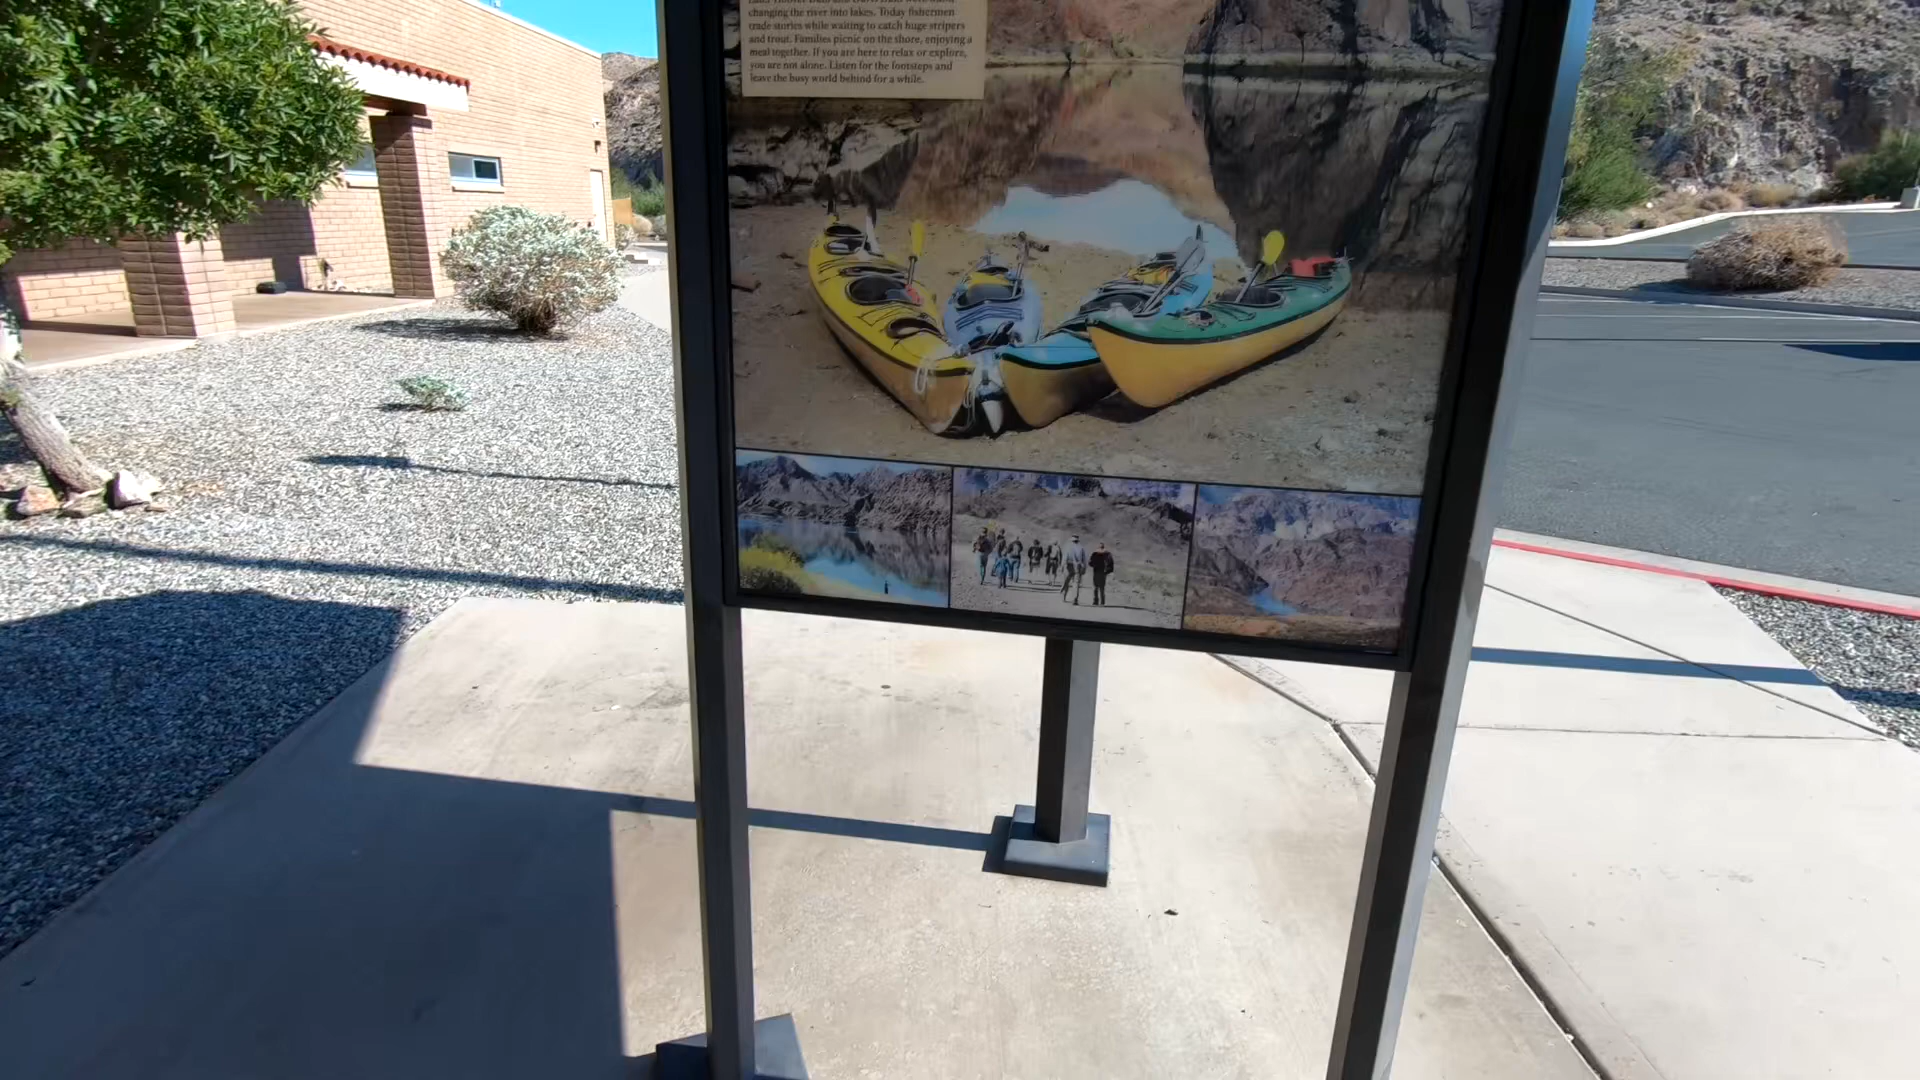 changing the river into lakes. Today fishermen
trade stories while waiting to catch huge stripers
and trout. Families picnic on the shore, enjoying a
meal together. If you are here to relax or explore,
you are not alone. Listen for the footsteps and
leave the busy world behind for a while.